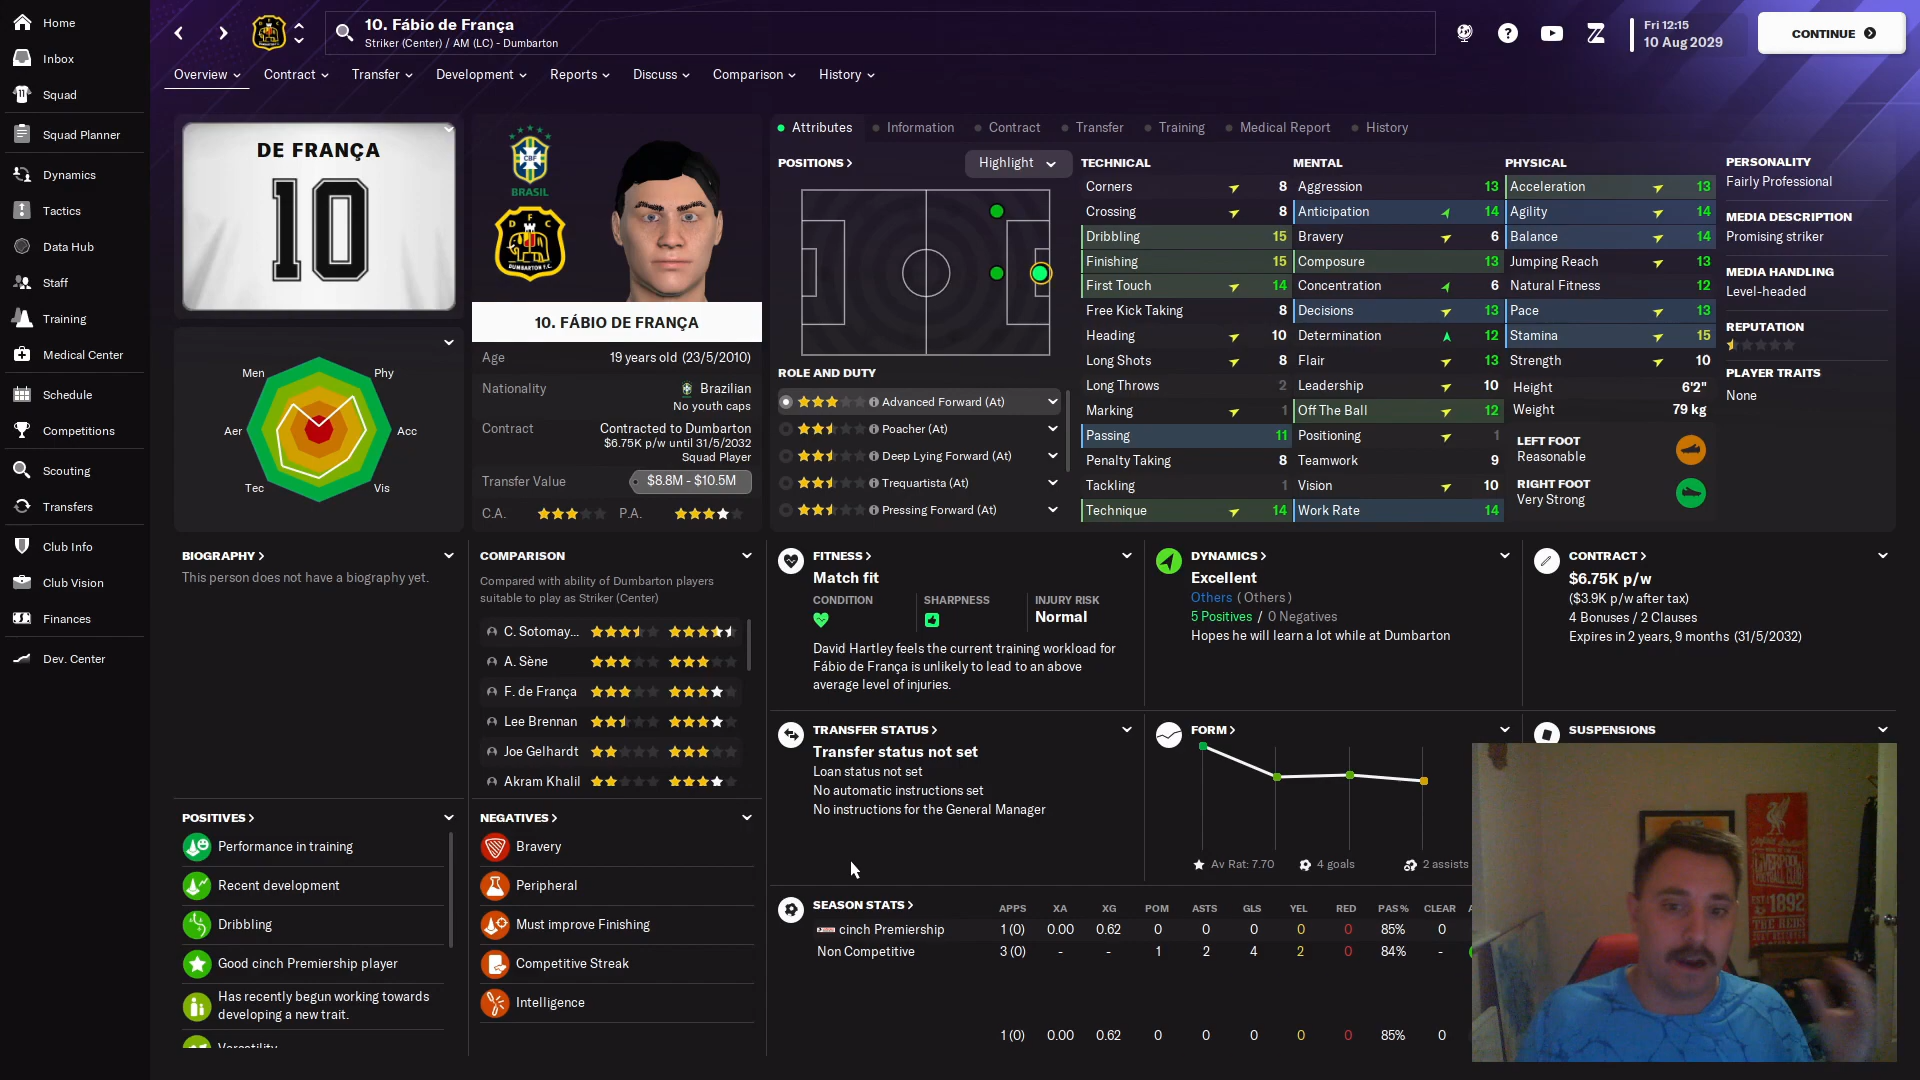 Home
Inbox
Squad
Squad Planner
Dynamics
Tactics
Data Hub
Staff
Training
Medical Center
Schedule
Competitions
Scouting
Transfers
Club Info
Club Vision
Finances
Dev. Center
10. Fábio de França
Striker (Center) / AM (LC) - Dumbarton
Fri 12:15
10 Aug 2029
CONTINUE
Overview
Contract
Transfer
Development
Reports
Discuss
Comparison
History
DE FRANÇA
10
Men
Phy
Aer
Acc
Tec
Vis
CBF
BRASIL
DUMBARTON F.C.
10. FÁBIO DE FRANÇA
Age 19 years old (23/5/2010)
Nationality Brazilian
No youth caps
Contract Contracted to Dumbarton
$6.75K p/w until 31/5/2032
Squad Player
Transfer Value $8.8M - $10.5M
C.A. P.A.
Attributes
Information
Contract
Transfer
Training
Medical Report
History
POSITIONS >
Highlight
ROLE AND DUTY
Advanced Forward (At)
Poacher (At)
Deep Lying Forward (At)
Trequartista (At)
Pressing Forward (At)
TECHNICAL
Corners 8
Crossing 8
Dribbling 15
Finishing 15
First Touch 14
Free Kick Taking 8
Heading 10
Long Shots 8
Long Throws 2
Marking 1
Passing 11
Penalty Taking 8
Tackling 1
Technique 14
MENTAL
Aggression 13
Anticipation 14
Bravery 6
Composure 13
Concentration 6
Decisions 13
Determination 12
Flair 13
Leadership 10
Off The Ball 12
Positioning 1
Teamwork 9
Vision 10
Work Rate 14
PHYSICAL
Acceleration 13
Agility 14
Balance 14
Jumping Reach 13
Natural Fitness 12
Pace 13
Stamina 15
Strength 10
Height 6'2"
Weight 79 kg
LEFT FOOT
Reasonable
RIGHT FOOT
Very Strong
PERSONALITY
Fairly Professional
MEDIA DESCRIPTION
Promising striker
MEDIA HANDLING
Level-headed
REPUTATION
PLAYER TRAITS
None
BIOGRAPHY >
This person does not have a biography yet.
COMPARISON
Compared with ability of Dumbarton players
suitable to play as Striker (Center)
C. Sotomay...
A. Sène
F. de França
Lee Brennan
Joe Gelhardt
Akram Khalil
FITNESS >
Match fit
CONDITION
SHARPNESS
INJURY RISK
Normal
David Hartley feels the current training workload for
Fábio de França is unlikely to lead to an above
average level of injuries.
DYNAMICS >
Excellent
Others ( Others )
5 Positives / 0 Negatives
Hopes he will learn a lot while at Dumbarton
CONTRACT >
$6.75K p/w
($3.9K p/w after tax)
4 Bonuses / 2 Clauses
Expires in 2 years, 9 months (31/5/2032)
TRANSFER STATUS >
Transfer status not set
Loan status not set
No automatic instructions set
No instructions for the General Manager
FORM >
Av Rat: 7.70
4 goals
2 assists
SUSPENSIONS
POSITIVES >
Performance in training
Recent development
Dribbling
Good cinch Premiership player
Has recently begun working towards
developing a new trait.
Versatility
NEGATIVES >
Bravery
Peripheral
Must improve Finishing
Competitive Streak
Intelligence
SEASON STATS >
APPS XA XG POM ASTS GLS YEL RED PAS % CLEAR
cinch Premiership 1 (0) 0.00 0.62 0 0 0 0 0 85% 0
Non Competitive 3 (0) - - 1 2 4 2 0 84% -
1 (0) 0.00 0.62 0 0 0 0 0 85% 0
LIVERPOOL
FOOTBALL CLUB
EST·1892
THE REDS